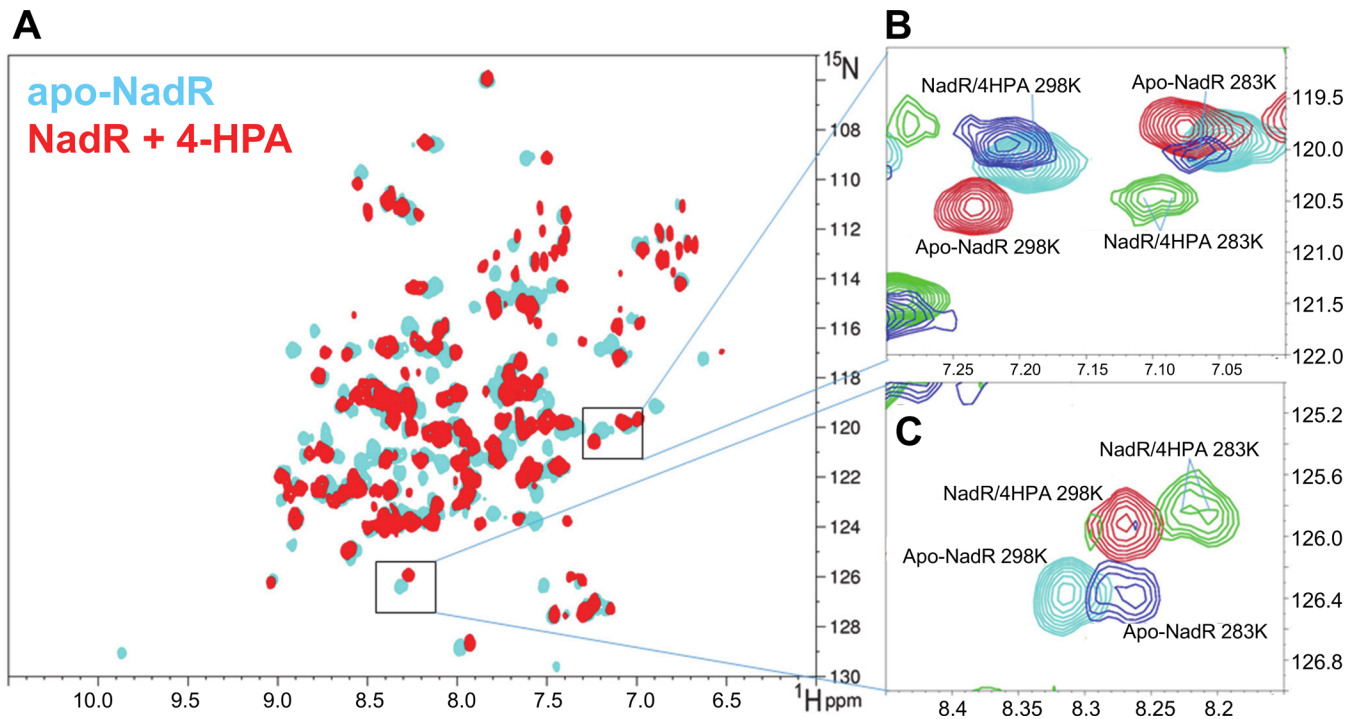 A
apo-NadR
NadR + 4-HPA
15N
108
110
112
114
116
118
120
122
124
126
128
130
10.0
9.5
9.0
8.5
8.0
7.5
7.0
6.5
1H ppm
B
NadR/4HPA 298K
Apo-NadR 283K
Apo-NadR 298K
NadR/4HPA 283K
119.5
120.0
120.5
121.0
121.5
122.0
7.25
7.20
7.15
7.10
7.05
C
NadR/4HPA 283K
NadR/4HPA 298K
Apo-NadR 298K
Apo-NadR 283K
125.2
125.6
126.0
126.4
126.8
8.4
8.35
8.3
8.25
8.2